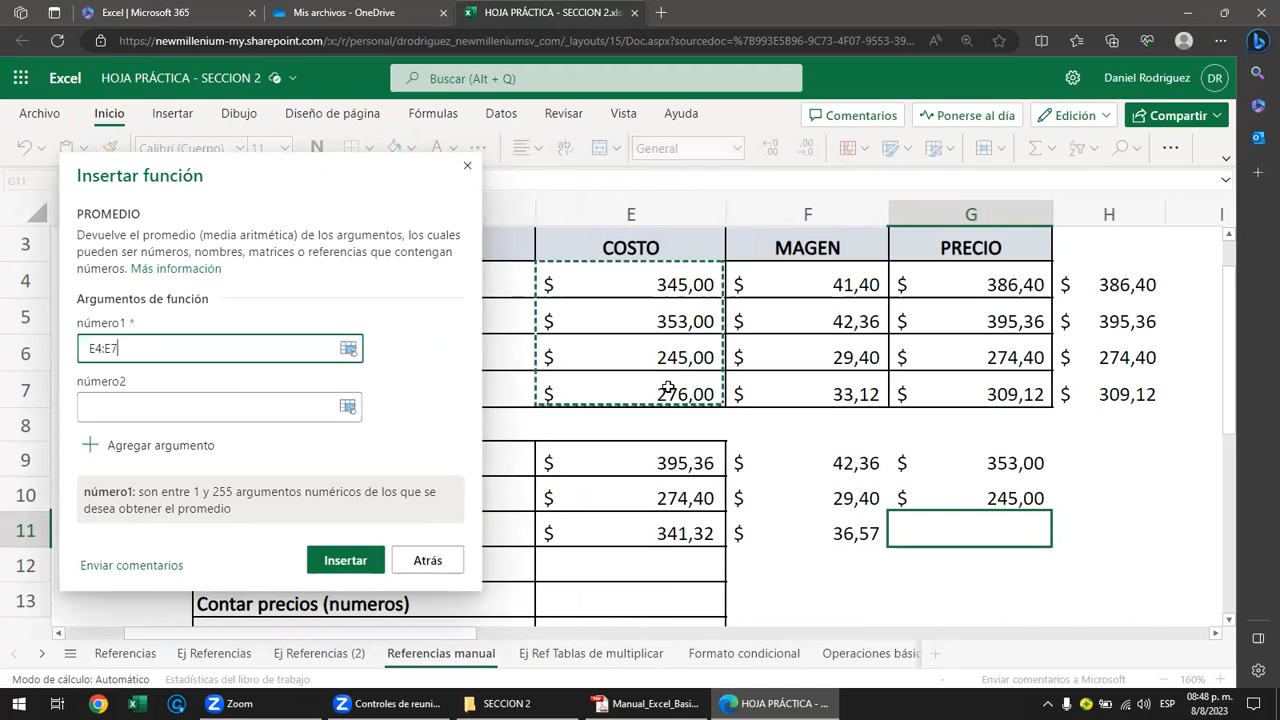 Excel | Microsoft 365
Mis archivos - OneDrive
HOJA PRÁCTICA - SECCION 2.xls
https://newmillenium-my.sharepoint.com/:x:/r/personal/drodriguez_newmilleniumsv_com/_layouts/15/Doc.aspx?sourcedoc=%7B993E5B96-9C73-4F07-9553-39...
Excel
HOJA PRÁCTICA - SECCION 2
Buscar (Alt + Q)
Daniel Rodriguez
DR
Archivo Inicio Insertar Dibujo Diseño de página Fórmulas Datos Revisar Vista Ayuda
Comentarios
Ponerse al día
Edición
Compartir
Calibri (Cuerpo)
N
General
G11
Insertar función
PROMEDIO
Devuelve el promedio (media aritmética) de los argumentos, los cuales
pueden ser números, nombres, matrices o referencias que contengan
números. Más información
Argumentos de función
número1 *
E4:E7
número2
Agregar argumento
número1: son entre 1 y 255 argumentos numéricos de los que se
desea obtener el promedio
Enviar comentarios
Insertar
Atrás
E F G H I
3 COSTO MAGEN PRECIO
4 $ 345,00 $ 41,40 $ 386,40 $ 386,40
5 $ 353,00 $ 42,36 $ 395,36 $ 395,36
6 $ 245,00 $ 29,40 $ 274,40 $ 274,40
7 $ 276,00 $ 33,12 $ 309,12 $ 309,12
8
9 $ 395,36 $ 42,36 $ 353,00
10 $ 274,40 $ 29,40 $ 245,00
11 $ 341,32 $ 36,57
12
13 Contar precios (numeros)
Referencias
Ej Referencias
Ej Referencias (2)
Referencias manual
Ej Ref Tablas de multiplicar
Formato condicional
Operaciones básic
Modo de cálculo: Automático
Estadísticas del libro de trabajo
Enviar comentarios a Microsoft
160%
Zoom
Controles de reuni...
SECCION 2
Manual_Excel_Basi...
HOJA PRÁCTICA - ...
ESP
08:48 p. m.
8/8/2023